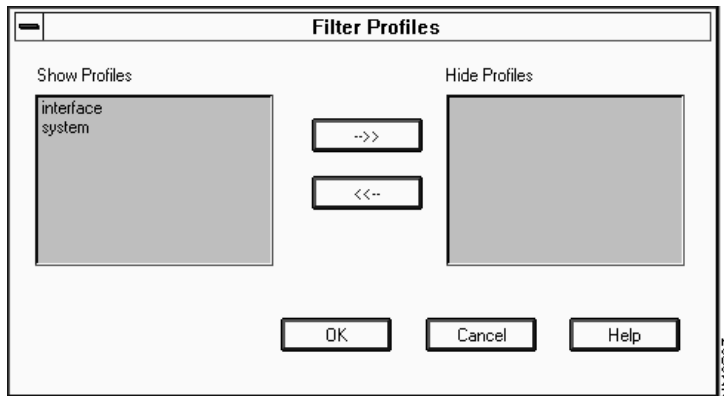 Filter Profiles
Show Profiles
Hide Profiles
interface
system
-->>
<<--
OK
Cancel
Help